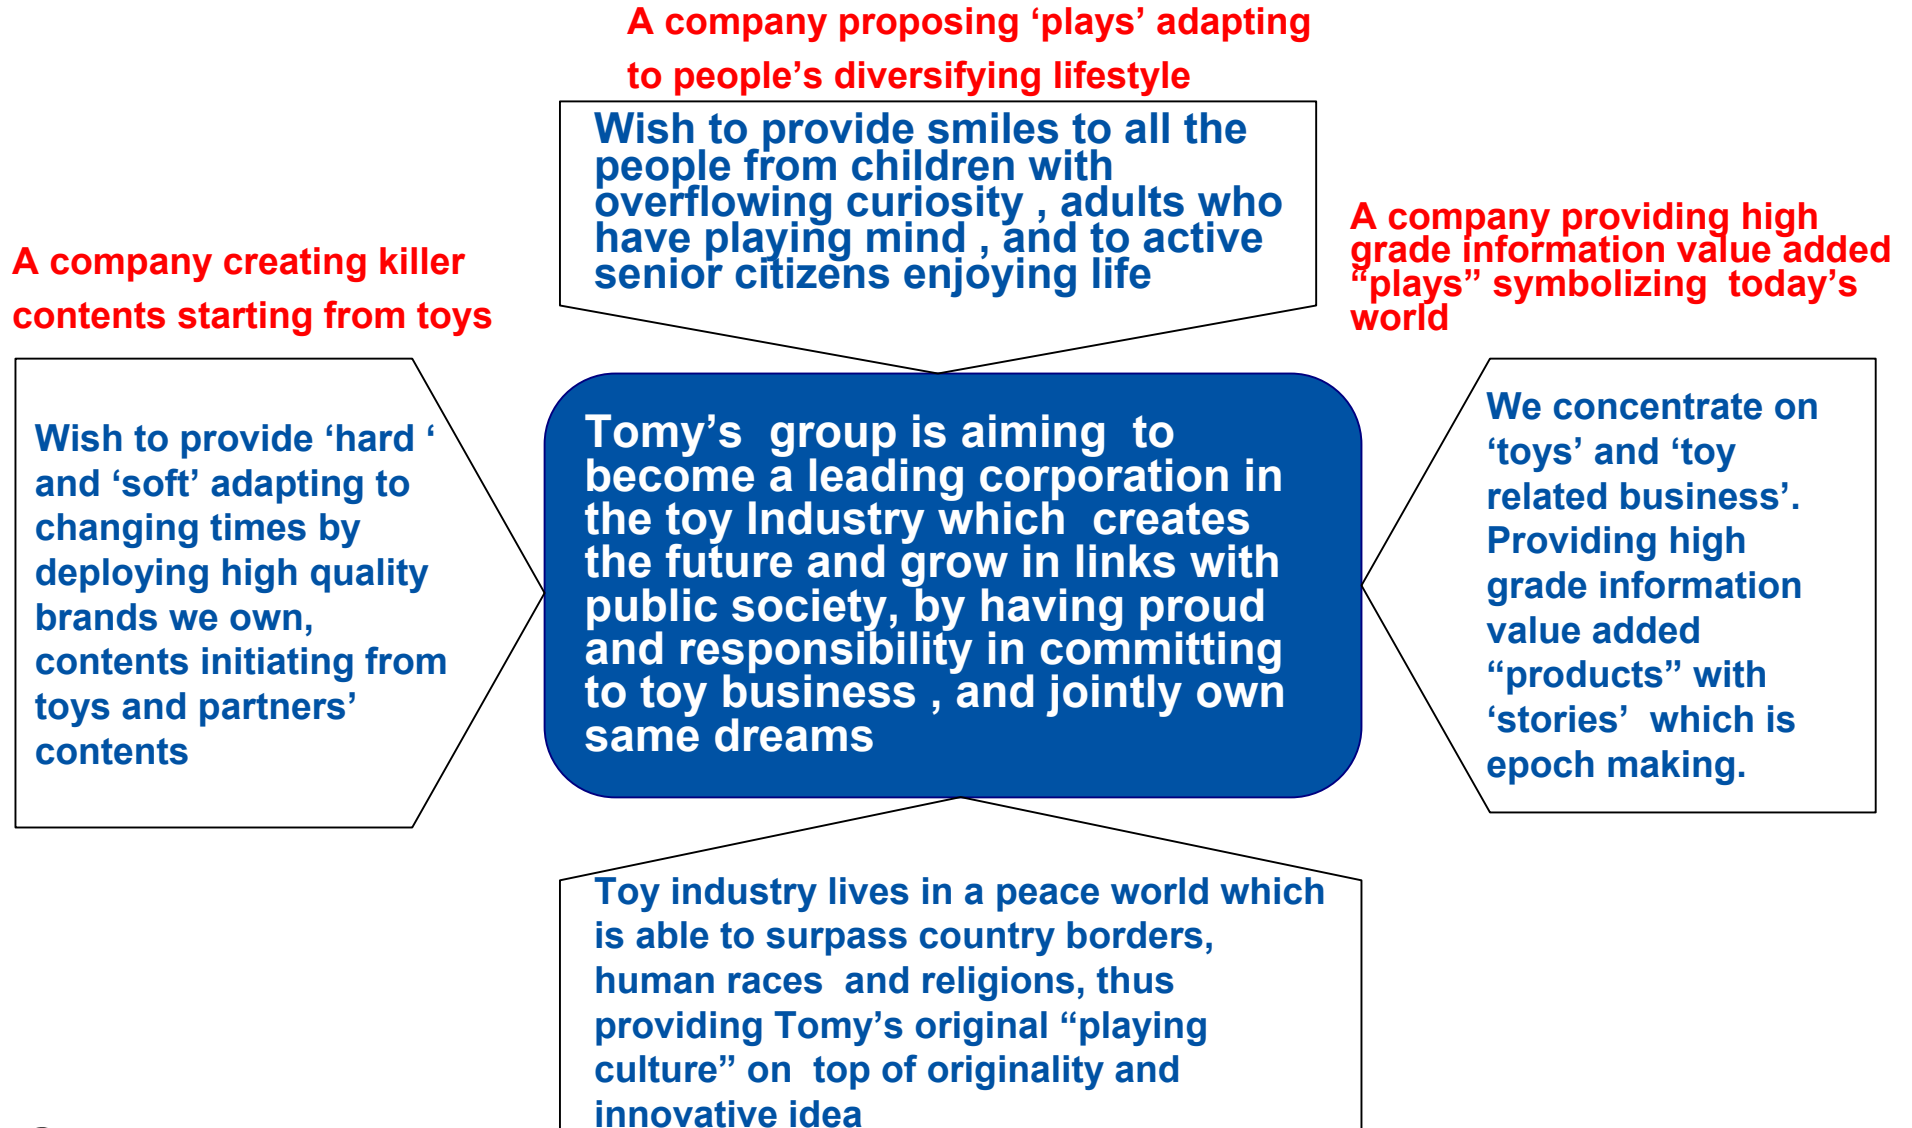 A company proposing ‘plays’ adapting
to people’s diversifying lifestyle
Wish to provide smiles to all the
people from children with
overflowing curiosity , adults who
have playing mind , and to active
senior citizens enjoying life
A company creating killer
contents starting from toys
Wish to provide ‘hard ‘
and ‘soft’ adapting to
changing times by
deploying high quality
brands we own,
contents initiating from
toys and partners’
contents
Tomy’s  group is aiming  to
become a leading corporation in
the toy Industry which  creates
the future and grow in links with
public society, by having proud
and responsibility in committing
to toy business , and jointly own
same dreams
A company providing high
grade information value added
“plays” symbolizing  today’s
world
We concentrate on
‘toys’ and ‘toy
related business’.
Providing high
grade information
value added
“products” with
‘stories’  which is
epoch making.
Toy industry lives in a peace world which
is able to surpass country borders,
human races  and religions, thus
providing Tomy’s original “playing
culture” on  top of originality and
innovative idea